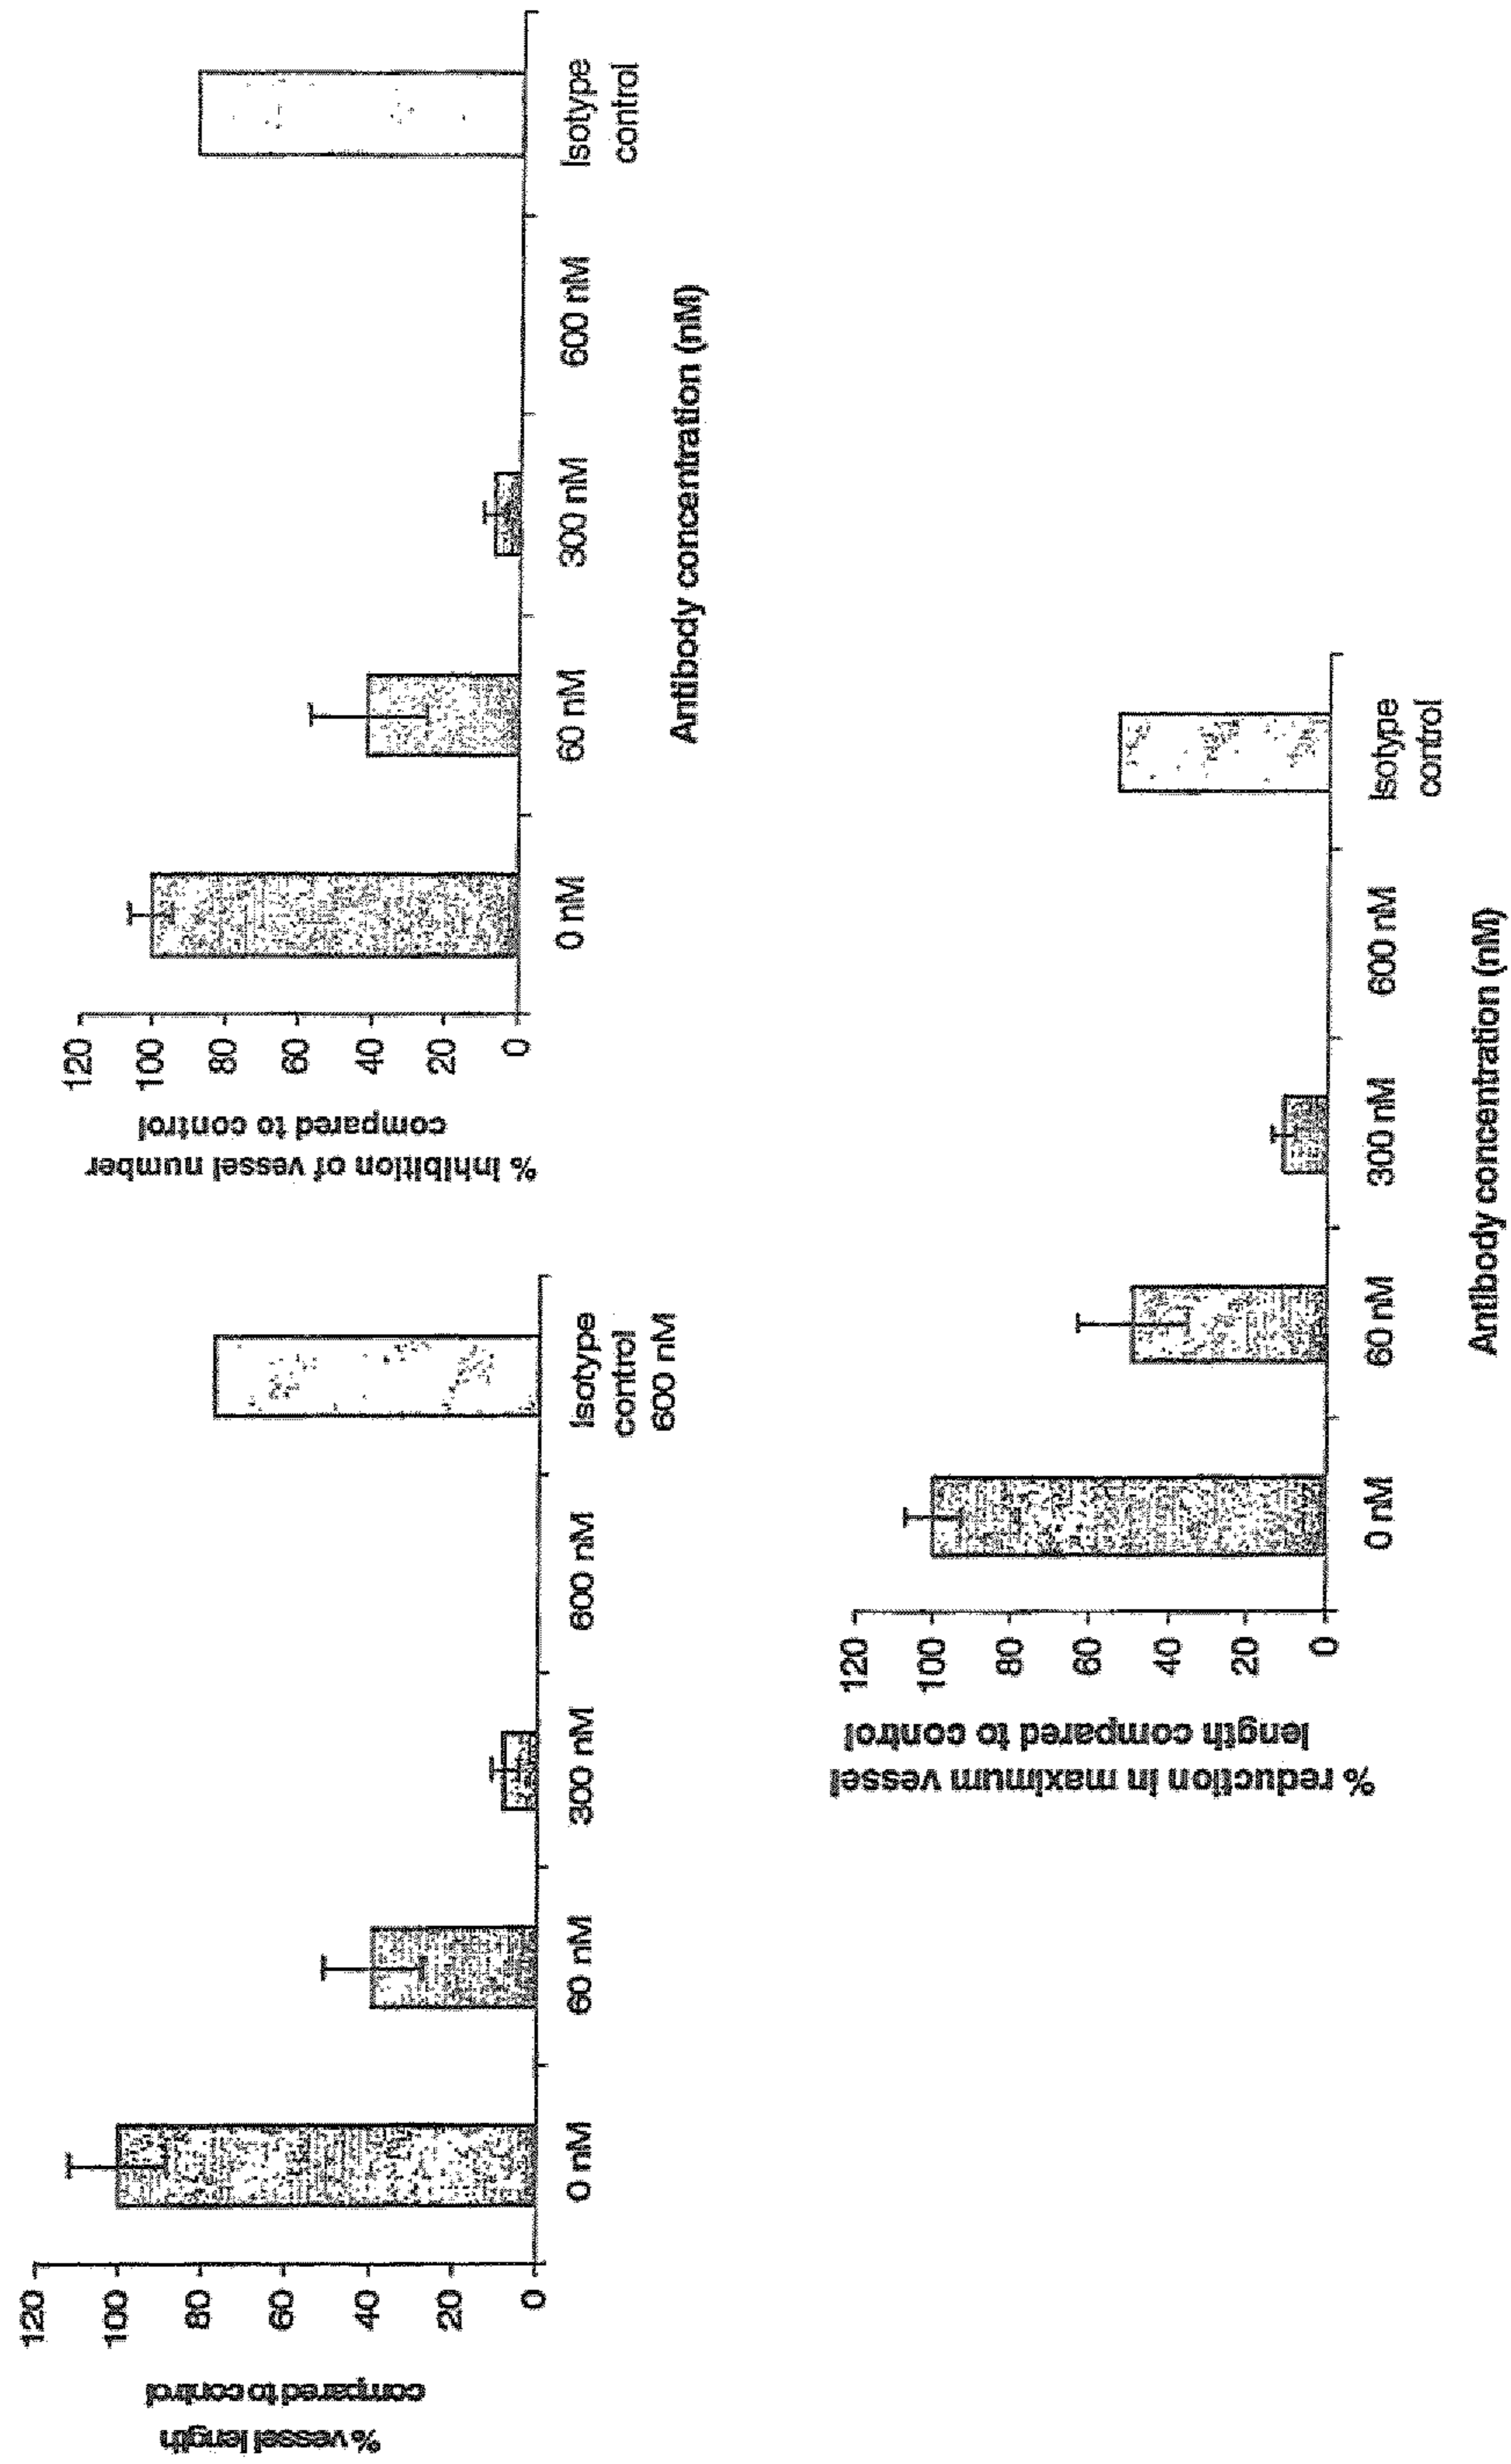 % vessel length
compared to control
120
100
80
60
40
20
0
0 nM
60 nM
300 nM
600 nM
Isotype
control
600 nM
% inhibition of vessel number
compared to control
120
100
80
60
40
20
0
0 nM
60 nM
300 nM
600 nM
Isotype
control
Antibody concentration (nM)
% reduction in maximum vessel
length compared to control
120
100
80
60
40
20
0
0 nM
60 nM
300 nM
600 nM
Isotype
control
Antibody concentration (nM)